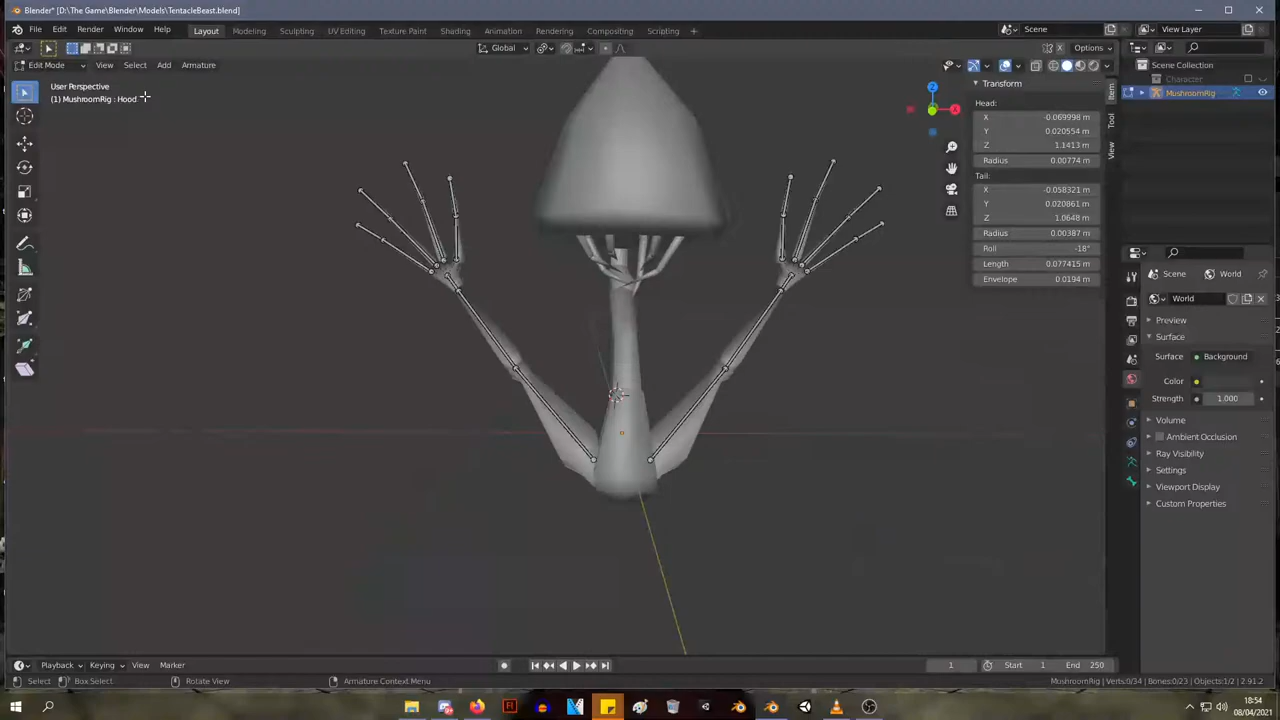 Blender* [D:\The Game\Blender\Models\TentacleBeast.blend]
File Edit Render Window Help Layout Modeling Sculpting UV Editing Texture Paint Shading Animation Rendering Compositing Scripting + Scene View Layer
Global Options
Edit Mode View Select Add Armature
User Perspective
(1) MushroomRig : Hood
Transform
Head:
X -0.069998 m
Y 0.020554 m
Z 1.1413 m
Radius 0.00774 m
Tail:
X -0.058321 m
Y 0.020861 m
Z 1.0648 m
Radius 0.00387 m
Roll -18°
Length 0.077415 m
Envelope 0.0194 m
Item
Tool
View
X
Scene Collection
Character
MushroomRig
Scene World
World
Preview
Surface
Surface Background
Color
Strength 1.000
Volume
Ambient Occlusion
Ray Visibility
Settings
Viewport Display
Custom Properties
Playback Keying View Marker 1 Start 1 End 250
Select Box Select Rotate View Armature Context Menu MushroomRig | Verts:0/34 | Bones:0/23 | Objects:1/2 | 2.91.2
18:54
08/04/2021